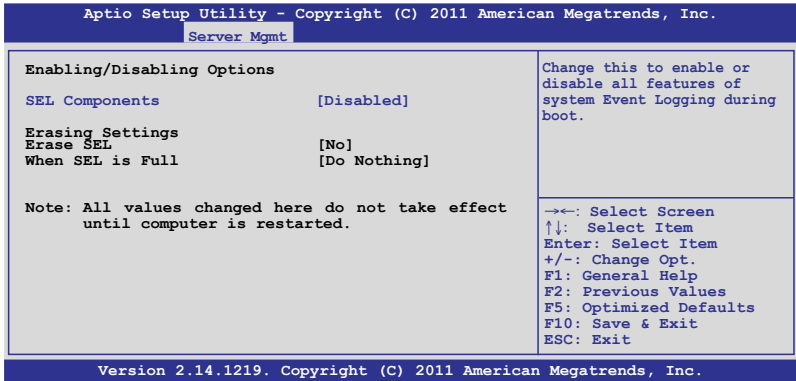 Aptio Setup Utility - Copyright (C) 2011 American Megatrends, Inc.
Server Mgmt
Enabling/Disabling Options
SEL Components [Disabled]
Erasing Settings
Erase SEL [No]
When SEL is Full [Do Nothing]
Note: All values changed here do not take effect
until computer is restarted.
Change this to enable or
disable all features of
system Event Logging during
boot.
→←: Select Screen
↑↓: Select Item
Enter: Select Item
+/-: Change Opt.
F1: General Help
F2: Previous Values
F5: Optimized Defaults
F10: Save & Exit
ESC: Exit
Version 2.14.1219. Copyright (C) 2011 American Megatrends, Inc.